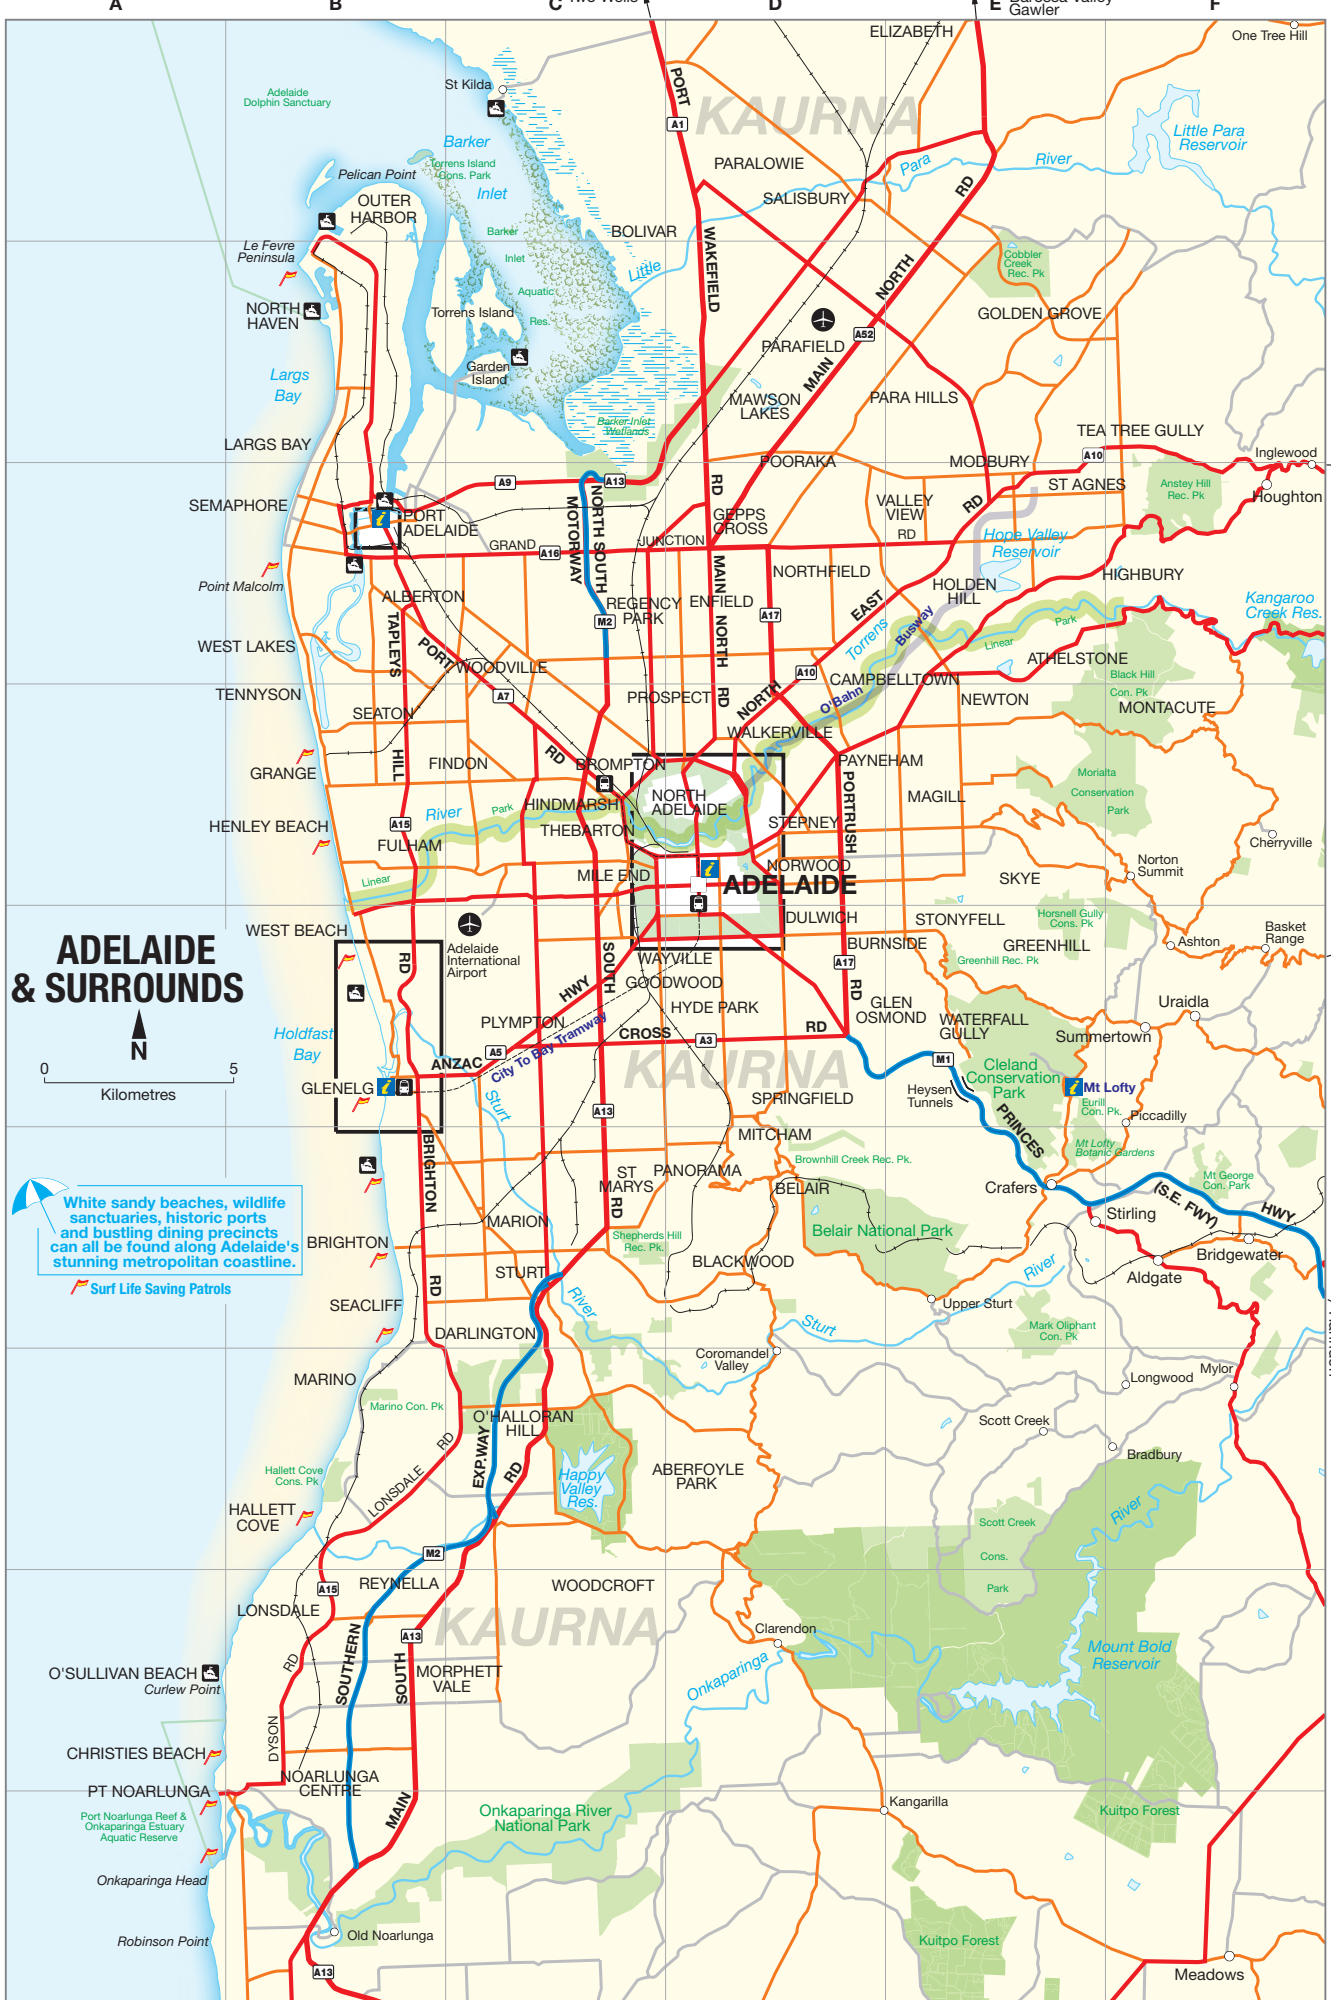 A
B
C
D
E
F
Gawler
ELIZABETH
One Tree Hill
St Kilda
PORT
Adelaide
Dolphin Sanctuary
KAURNA
A1
Barker
Inlet
Little Para
Reservoir
Torrens Island
Cons. Park
PARALOWIE
Para
River
Pelican Point
OUTER
HARBOR
SALISBURY
RD
Barker
Inlet
Aquatic
Res.
BOLIVAR
Le Fevre
Peninsula
WAKEFIELD
Little
Cobbler
Creek
Rec. Pk
NORTH
NORTH
HAVEN
Torrens Island
GOLDEN GROVE
PARAFIELD
A52
MAIN
Garden
Island
Largs
Bay
MAWSON
LAKES
PARA HILLS
Barker Inlet
Wetlands
LARGS BAY
TEA TREE GULLY
A10
Inglewood
POORAKA
MODBURY
A9
A13
RD
ST AGNES
Anstey Hill
Rec. Pk
Houghton
SEMAPHORE
PORT
ADELAIDE
NORTH SOUTH
MOTORWAY
GEPPS
CROSS
VALLEY
VIEW
RD
RD
GRAND
A16
JUNCTION
Hope Valley
Reservoir
Point Malcolm
NORTHFIELD
HOLDEN
HILL
HIGHBURY
ALBERTON
REGENCY
PARK
ENFIELD
MAIN
NORTH
RD
A17
EAST
Kangaroo
Creek Res.
M2
TAPLEYS
HILL
RD
Torrens
Busway
Linear
Park
WEST LAKES
PORT
WOODVILLE
ATHELSTONE
A7
A10
CAMPBELLTOWN
Black Hill
Con. Pk
TENNYSON
PROSPECT
NORTH
O'Bahn
NEWTON
MONTACUTE
SEATON
WALKERVILLE
RD
GRANGE
FINDON
BROMPTON
PAYNEHAM
Morialta
Conservation
Park
HENLEY BEACH
River
Park
HINDMARSH
NORTH
ADELAIDE
MAGILL
PORTRUSH
A15
THEBARTON
STEPNEY
FULHAM
Cherryville
NORWOOD
Norton
Summit
Linear
MILE END
ADELAIDE
SKYE
DULWICH
STONYFELL
Horsnell Gully
Cons. Pk
WEST BEACH
Basket
Range
ADELAIDE
& SURROUNDS
Adelaide
International
Airport
SOUTH
WAYVILLE
BURNSIDE
GREENHILL
Ashton
Greenhill Rec. Pk
A17
HWY
GOODWOOD
RD
HYDE PARK
GLEN
OSMOND
Uraidla
N
WATERFALL
GULLY
Holdfast
Bay
PLYMPTON
CROSS
RD
Summertown
A5
A3
City To Bay Tramway
0
5
Kilometres
ANZAC
KAURNA
M1
Cleland
Conservation
Park
GLENELG
Heysen
Tunnels
Mt Lofty
SPRINGFIELD
Eurill
Con. Pk.
Sturt
A13
PRINCES
Piccadilly
MITCHAM
Mt Lofty
Botanic Gardens
BRIGHTON
Brownhill Creek Rec. Pk.
ST
MARYS
PANORAMA
Mt George
Con. Park
BELAIR
Crafers
(S.E. FWY)
HWY
White sandy beaches, wildlife
sanctuaries, historic ports
and bustling dining precincts
can all be found along Adelaide's
stunning metropolitan coastline.
RD
MARION
Stirling
Belair National Park
BRIGHTON
Shepherds Hill
Rec. Pk.
Bridgewater
BLACKWOOD
STURT
River
Aldgate
Surf Life Saving Patrols
RD
SEACLIFF
River
Upper Sturt
DARLINGTON
Sturt
Mark Oliphant
Con. Pk
Coromandel
Valley
MARINO
Longwood
Mylor
Marino Con. Pk
O'HALLORAN
HILL
Scott Creek
EXP.WAY
RD
RD
Bradbury
Hallett Cove
Cons. Pk
LONSDALE
Happy
Valley
Res.
ABERFOYLE
PARK
HALLETT
COVE
River
Scott Creek
Cons.
Park
M2
REYNELLA
WOODCROFT
A15
LONSDALE
KAURNA
Clarendon
A13
SOUTHERN
RD
Mount Bold
Reservoir
O'SULLIVAN BEACH
Curlew Point
SOUTH
MORPHETT
VALE
Onkaparinga
DYSON
CHRISTIES BEACH
NOARLUNGA
CENTRE
PT NOARLUNGA
MAIN
Port Noarlunga Reef &
Onkaparinga Estuary
Aquatic Reserve
Onkaparinga River
National Park
Kangarilla
Kuitpo Forest
Onkaparinga Head
Old Noarlunga
Robinson Point
Kuitpo Forest
A13
Meadows